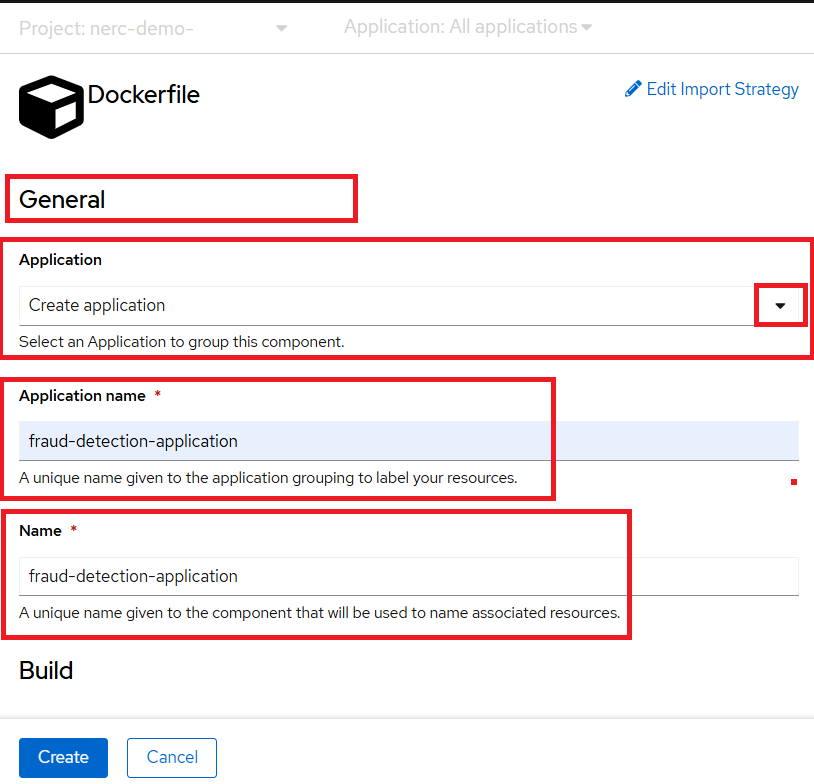 Project: nerc-demo- Application: All applications
Dockerfile
Edit Import Strategy
General
Application
Create application
Select an Application to group this component.
Application name *
fraud-detection-application
A unique name given to the application grouping to label your resources.
Name *
fraud-detection-application
A unique name given to the component that will be used to name associated resources.
Build
Create Cancel